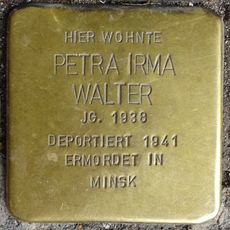 HIER WOHNTE
PETRA IRMA
WALTER
JG. 1938
DEPORTIERT 1941
ERMORDET IN
MINSK